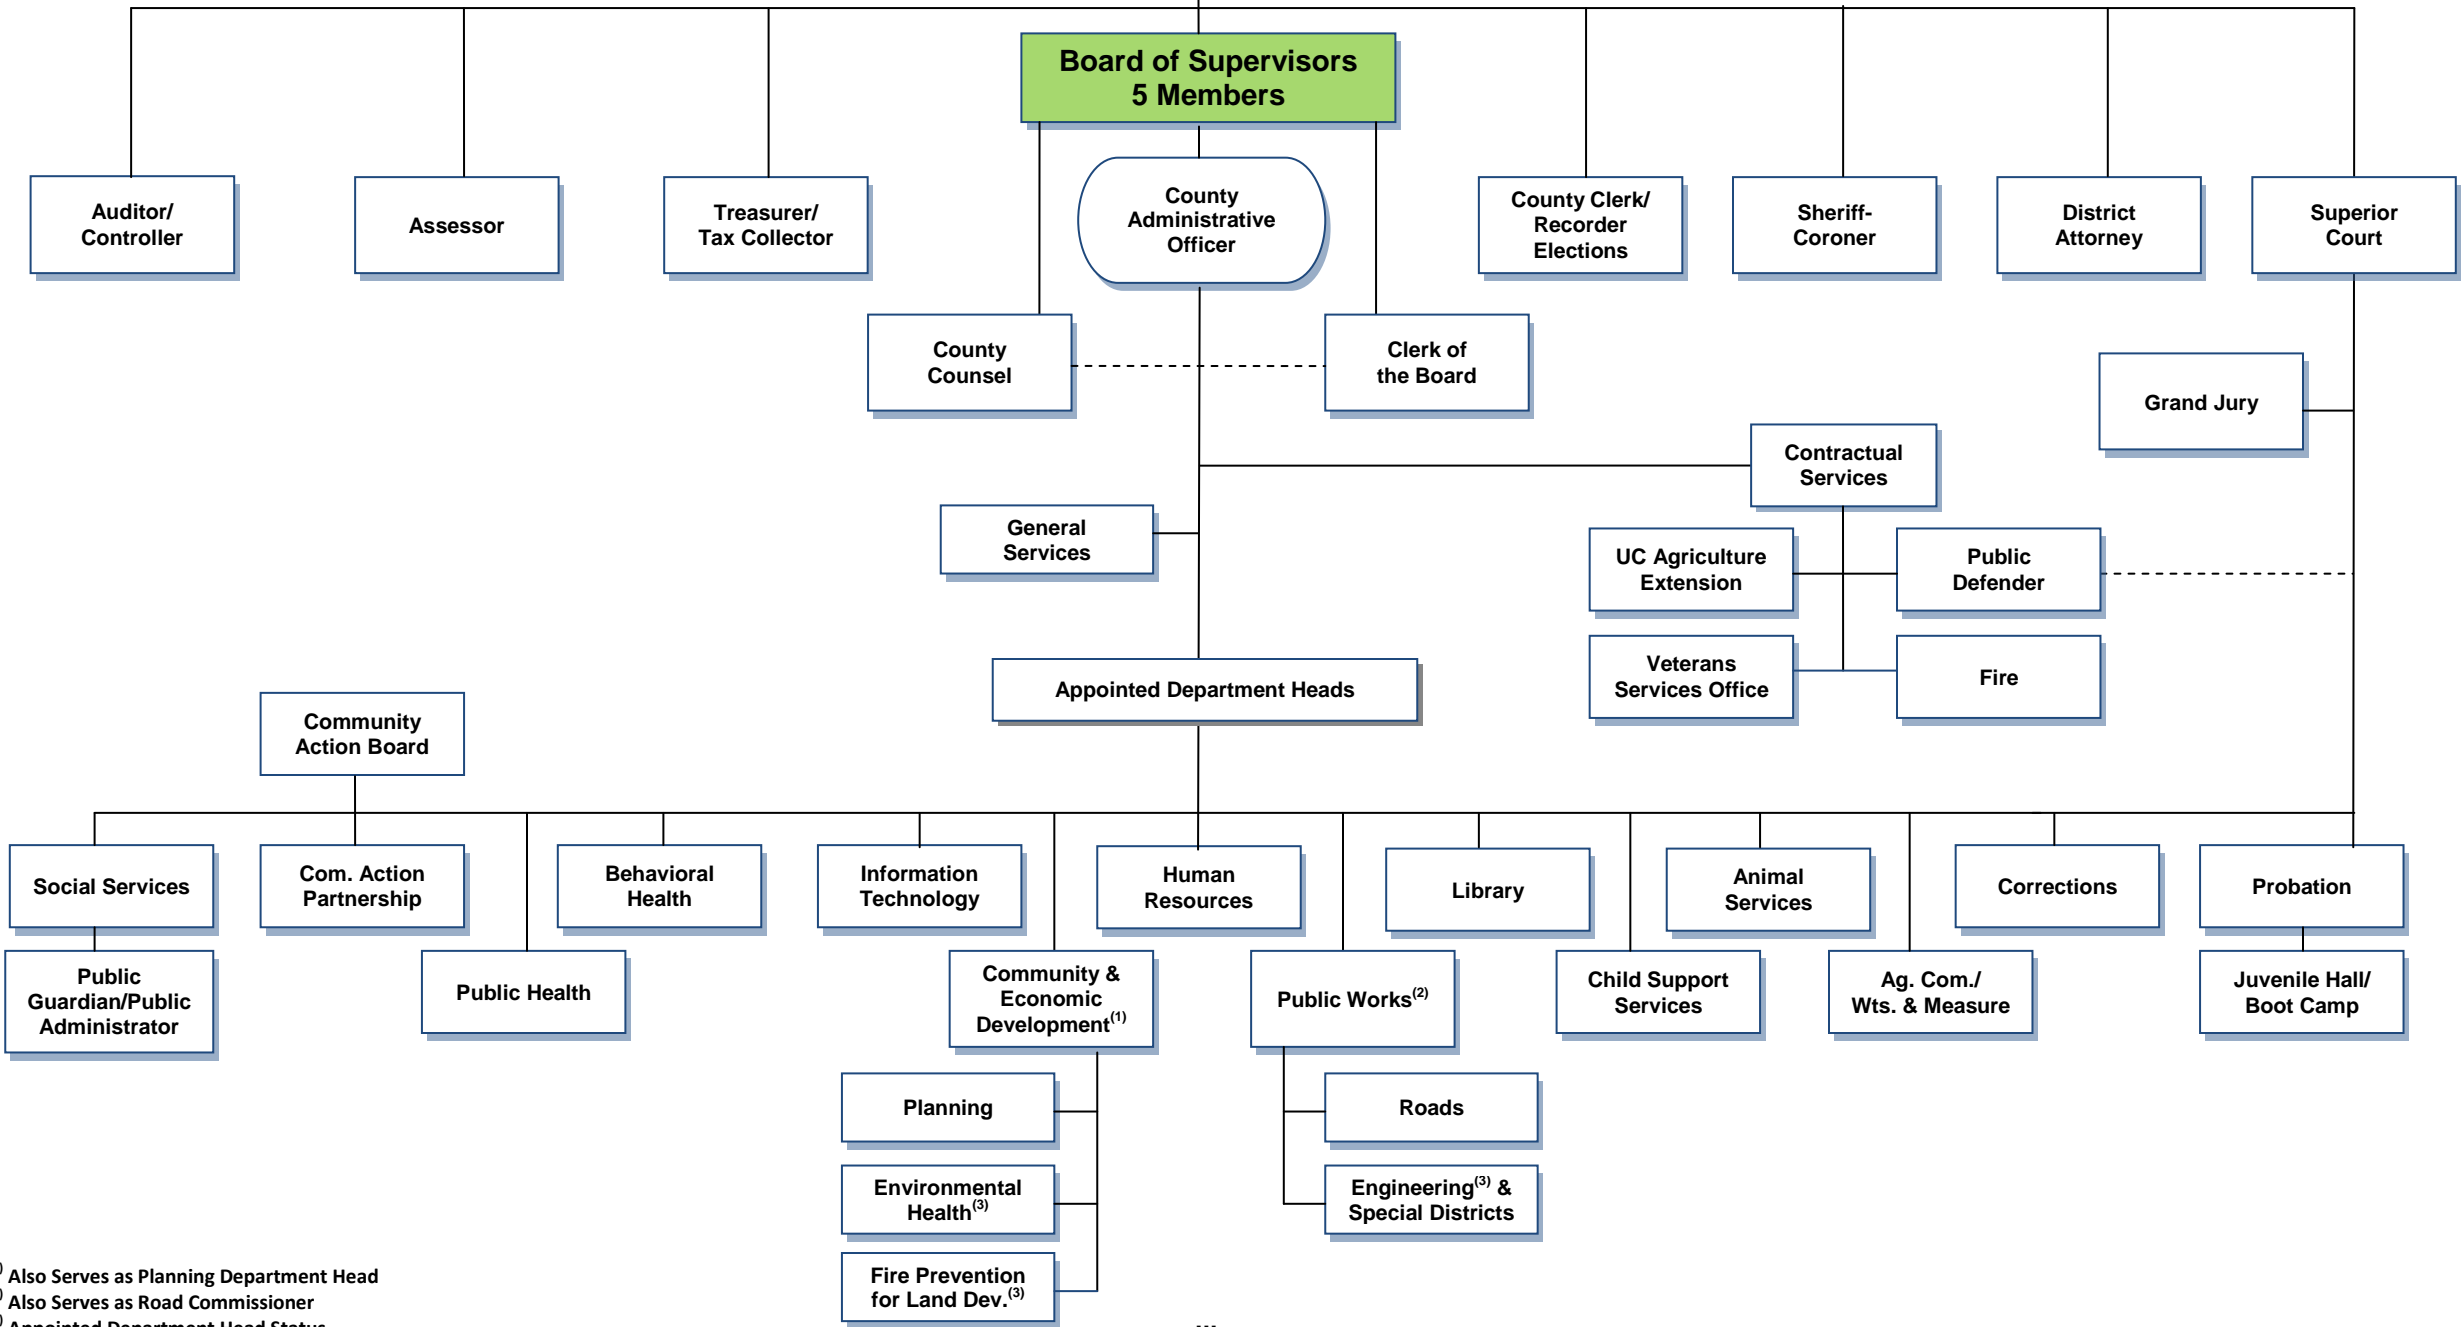 Board of Supervisors
5 Members
Auditor/
Controller
Assessor
Treasurer/
Tax Collector
County
Administrative
Officer
County Clerk/
Recorder
Elections
Sheriff-
Coroner
District
Attorney
Superior
Court
County
Counsel
Clerk of
the Board
Grand Jury
Contractual
Services
General
Services
UC Agriculture
Extension
Public
Defender
Veterans
Services Office
Fire
Appointed Department Heads
Community
Action Board
Social Services
Com. Action
Partnership
Behavioral
Health
Information
Technology
Human
Resources
Library
Animal
Services
Corrections
Probation
Public
Guardian/Public
Administrator
Public Health
Community &
Economic
Development(1)
Public Works(2)
Child Support
Services
Ag. Com./
Wts. & Measure
Juvenile Hall/
Boot Camp
Planning
Roads
Environmental
Health(3)
Engineering(3) &
Special Districts
Fire Prevention
for Land Dev.(3)
) Also Serves as Planning Department Head
) Also Serves as Road Commissioner
) Appointed Department Head Status